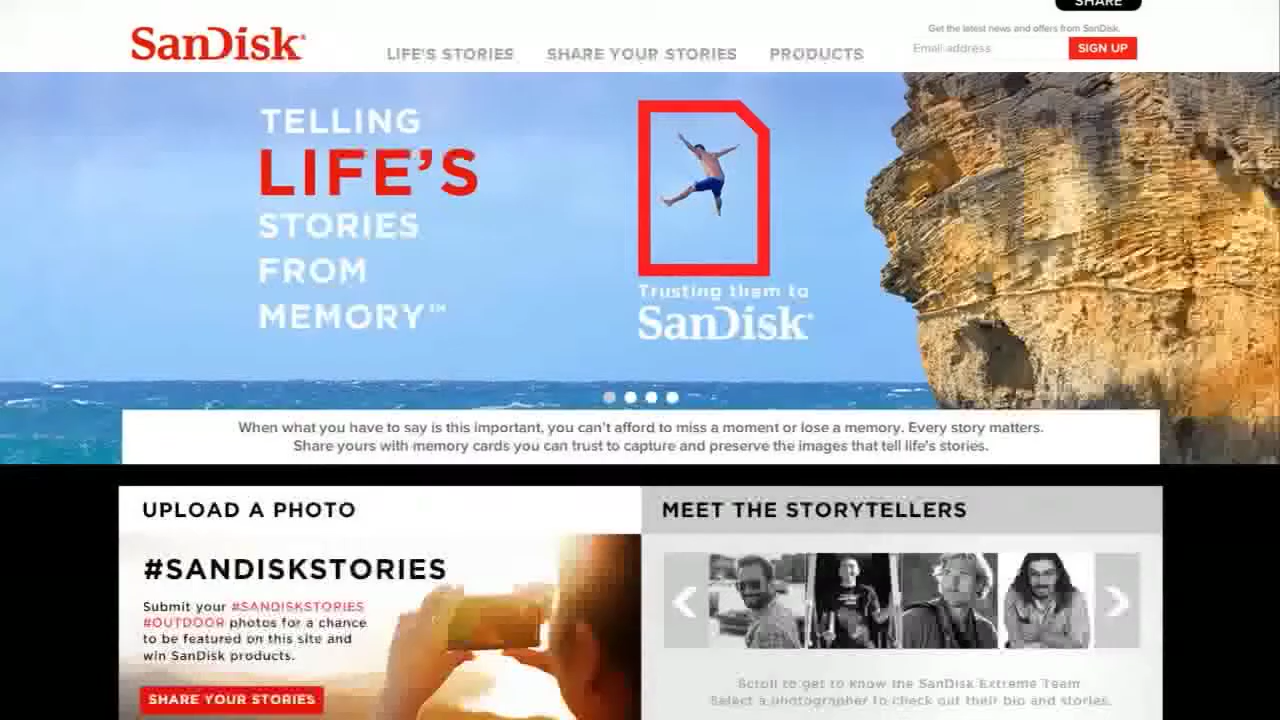 SHARE
Get the latest news and offers from SanDisk.
SanDisk®
LIFE'S STORIES
SHARE YOUR STORIES
PRODUCTS
Email address
SIGN UP
TELLING
LIFE'S
STORIES
FROM
MEMORY™
Trusting them to
SanDisk®
When what you have to say is this important, you can't afford to miss a moment or lose a memory. Every story matters.
Share yours with memory cards you can trust to capture and preserve the images that tell life's stories.
UPLOAD A PHOTO
#SANDISKSTORIES
Submit your #SANDISKSTORIES
#OUTDOOR photos for a chance
to be featured on this site and
win SanDisk products.
SHARE YOUR STORIES
MEET THE STORYTELLERS
Scroll to get to know the SanDisk Extreme Team
Select a photographer to check out their bio and stories.